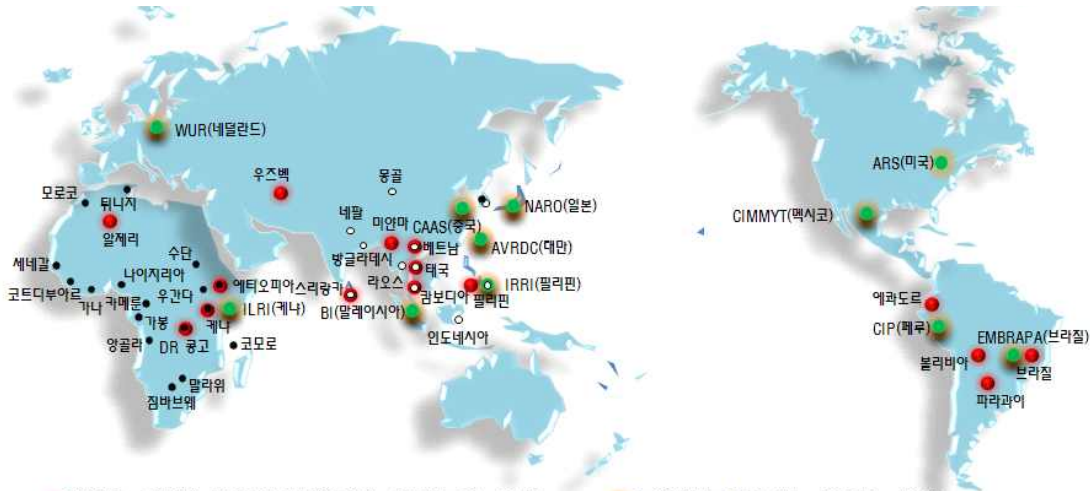 WUR(네덜란드)
ARS(미국)
우즈벡
몽골
모로코
튀니지
알제리
네팔
미얀마
CAAS(중국)
NARO(일본)
CIMMYT(멕시코)
베트남
AVRDC(대만)
방글라데시
수단
세네갈
나이지리아
에티오피아
스리랑카
라오스
태국
IRRI(필리핀)
코트디부아르
가나
카메룬
우간다
ILRI(케냐)
BI(말레이시아)
캄보디아
필리핀
에콰도르
가봉
케냐
인도네시아
CIP(페루)
EMBRAPA(브라질)
앙골라
DR 콩고
코모로
볼리비아
브라질
말라위
짐바브웨
파라과이